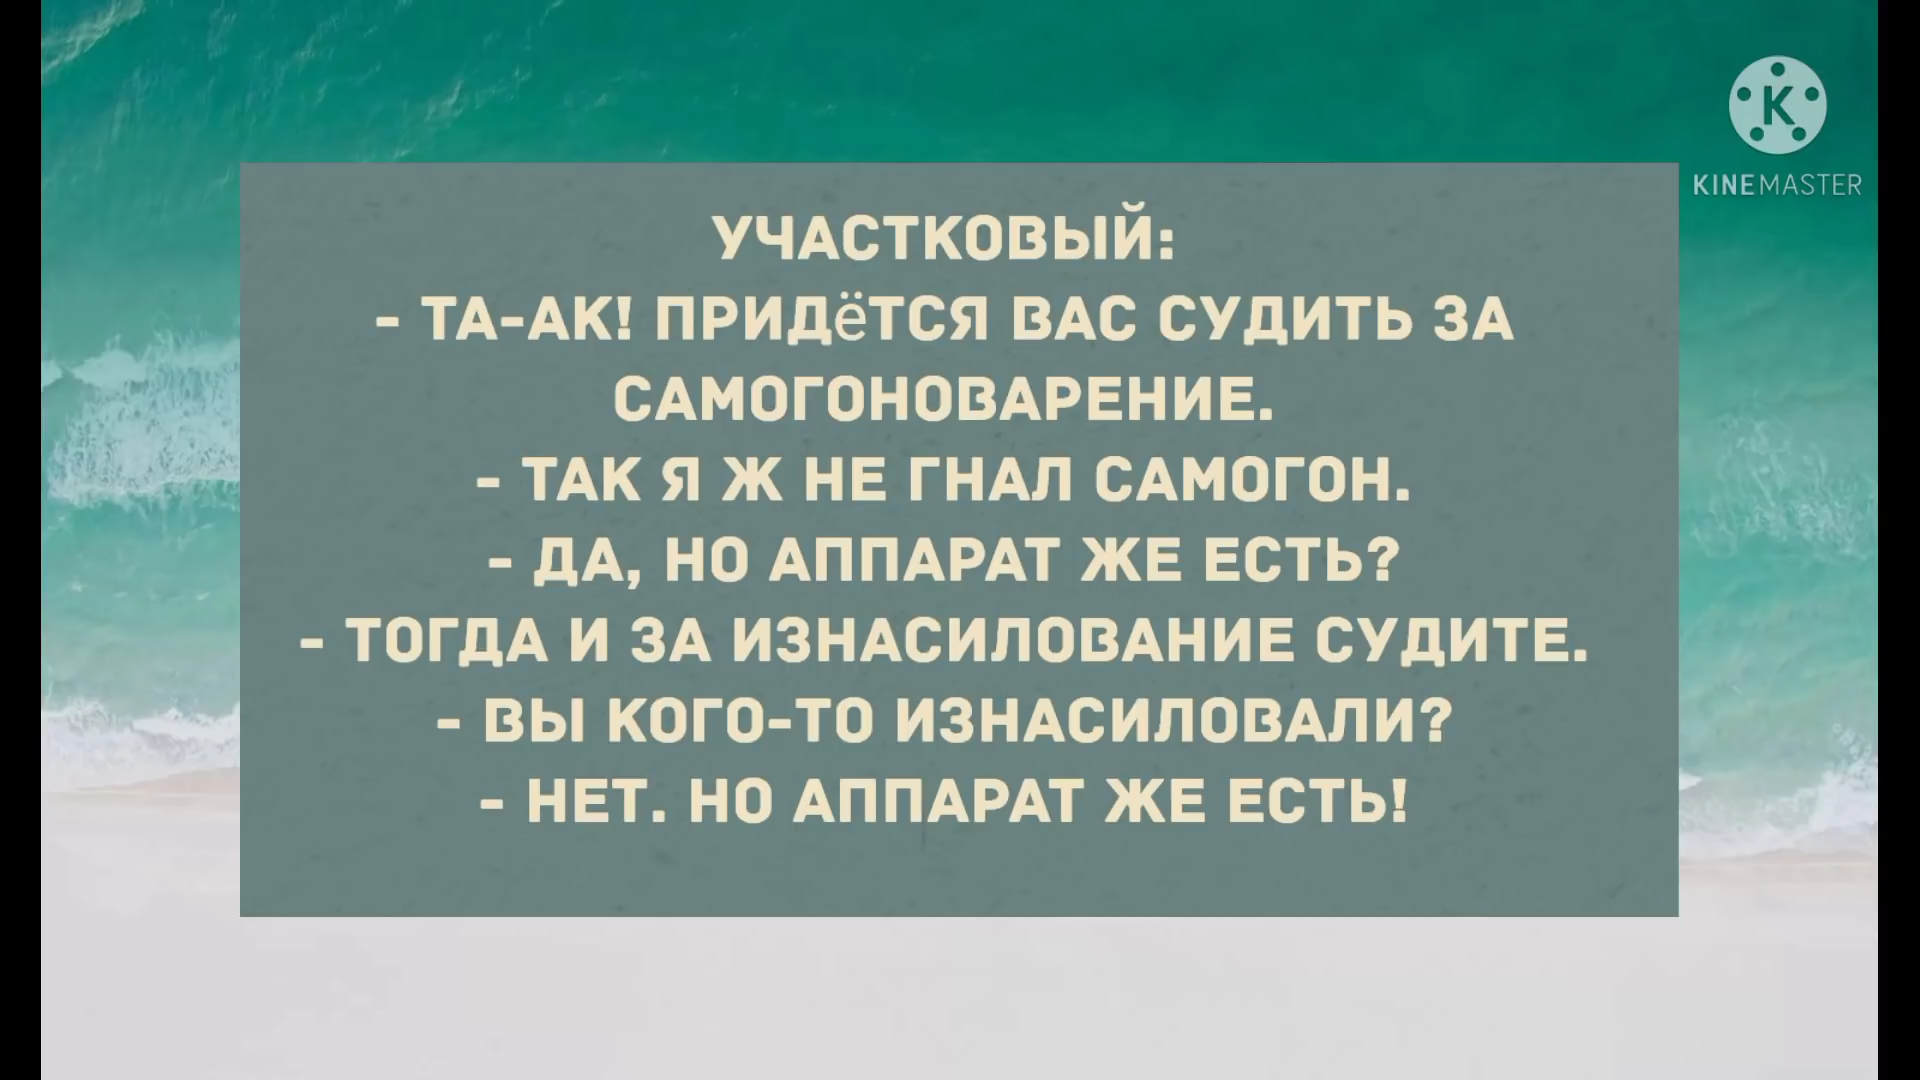 УЧАСТКОВЫЙ:
- ТА-АК! ПРИДёТСЯ ВАС СУДИТЬ ЗА
САМОГОНОВАРЕНИЕ.
- ТАК Я Ж НЕ ГНАЛ САМОГОН.
- ДА, НО АППАРАТ ЖЕ ЕСТЬ?
- ТОГДА И ЗА ИЗНАСИЛОВАНИЕ СУДИТЕ.
- ВЫ КОГО-ТО ИЗНАСИЛОВАЛИ?
- НЕТ. НО АППАРАТ ЖЕ ЕСТЬ!
K
KINEMASTER